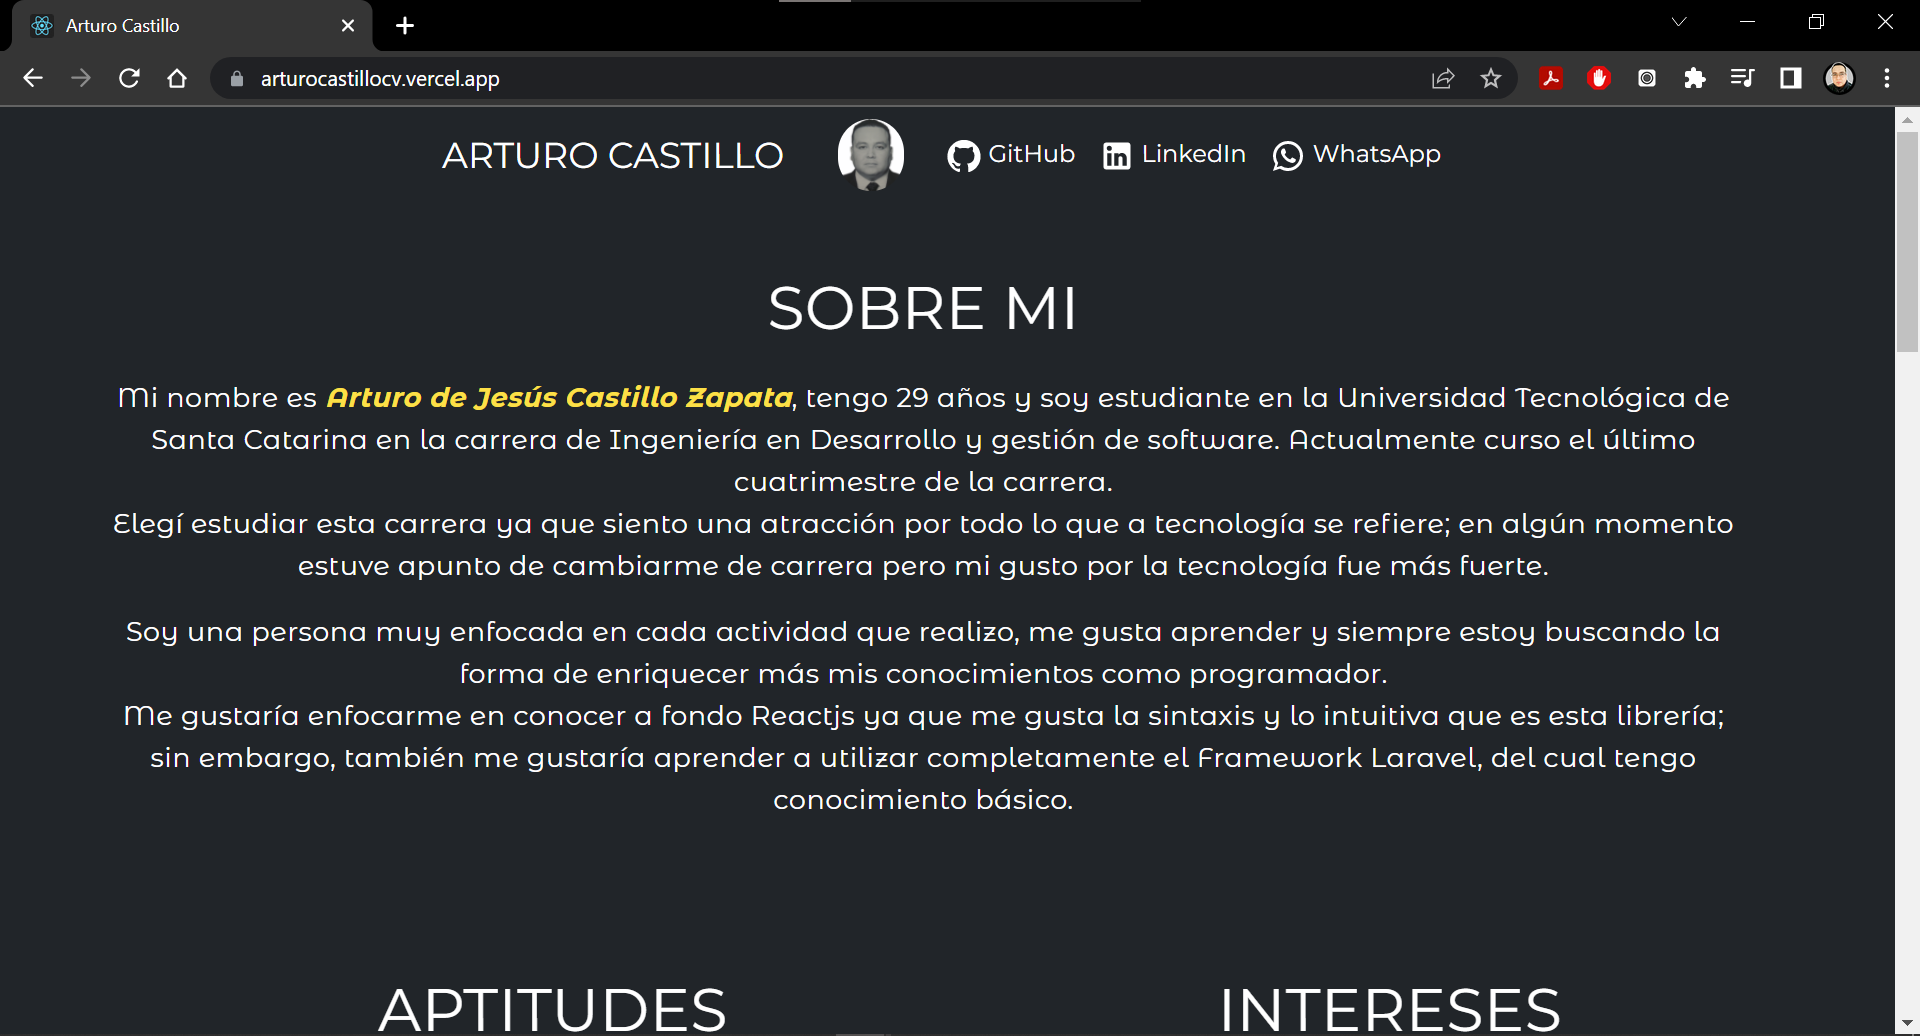 Arturo Castillo
arturocastillocv.vercel.app
ARTURO CASTILLO GitHub LinkedIn WhatsApp
SOBRE MI
Mi nombre es Arturo de Jesús Castillo Zapata, tengo 29 años y soy estudiante en la Universidad Tecnológica de
Santa Catarina en la carrera de Ingeniería en Desarrollo y gestión de software. Actualmente curso el último
cuatrimestre de la carrera.
Elegí estudiar esta carrera ya que siento una atracción por todo lo que a tecnología se refiere; en algún momento
estuve apunto de cambiarme de carrera pero mi gusto por la tecnología fue más fuerte.
Soy una persona muy enfocada en cada actividad que realizo, me gusta aprender y siempre estoy buscando la
forma de enriquecer más mis conocimientos como programador.
Me gustaría enfocarme en conocer a fondo Reactjs ya que me gusta la sintaxis y lo intuitiva que es esta librería;
sin embargo, también me gustaría aprender a utilizar completamente el Framework Laravel, del cual tengo
conocimiento básico.
APTITUDES INTERESES